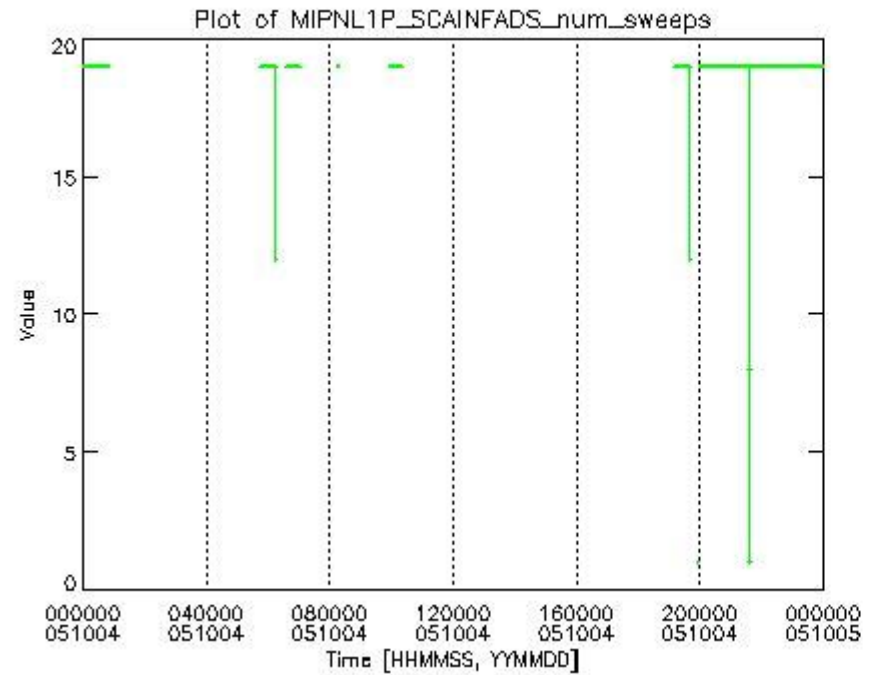 Plot of MIPNL1P_SCAINFADS_num_sweeps
20
15
10
5
0
Value
000000 040000 080000 120000 160000 200000 000000
051004 051004 051004 051004 051004 051004 051005
Time [HHMMSS, YYMMDD]